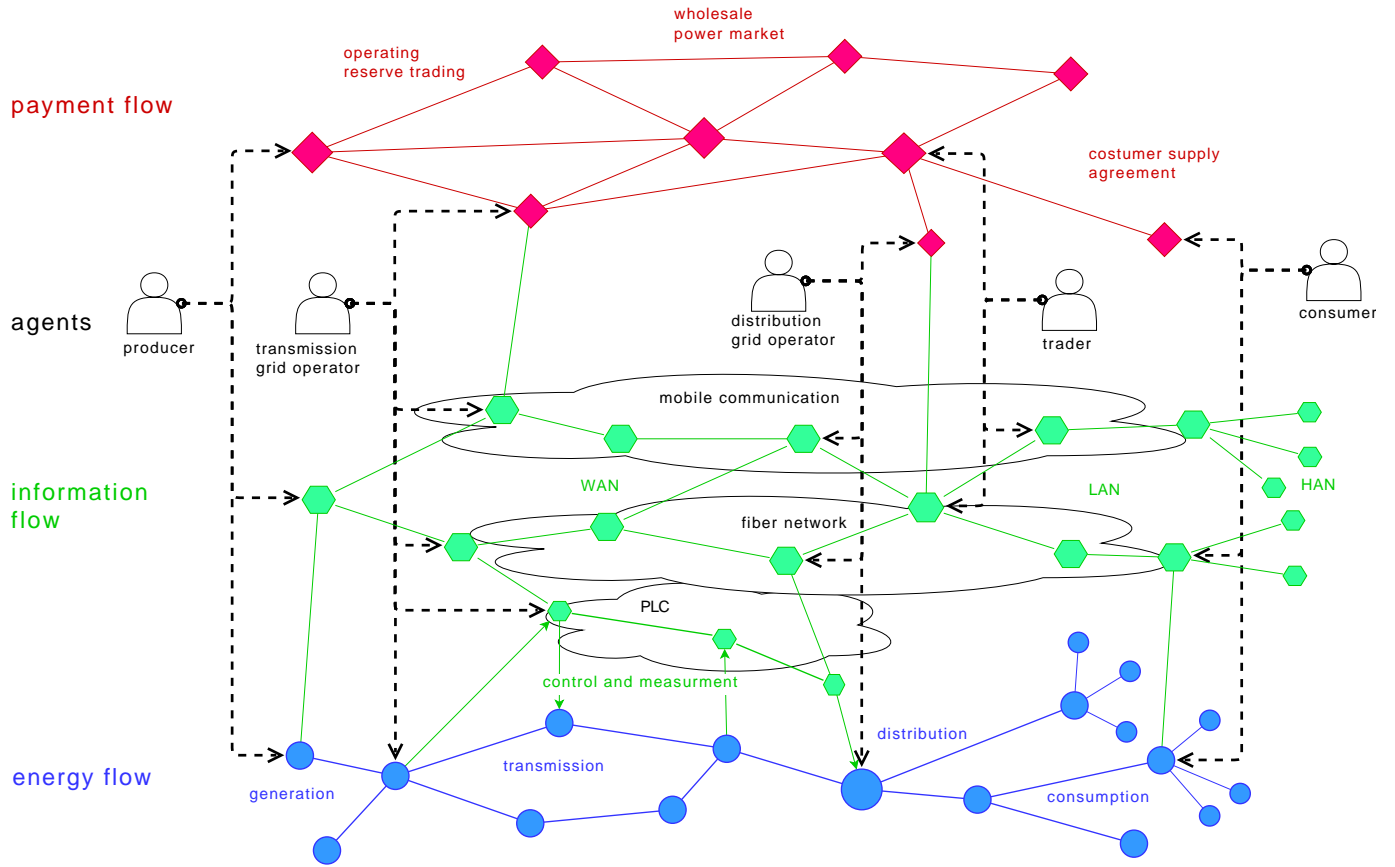 wholesale
power market
operating
reserve trading
payment flow
costumer supply
agreement
agents
producer
transmission
grid operator
distribution
grid operator
trader
consumer
mobile communication
information
flow
WAN
LAN
HAN
fiber network
PLC
control and measurment
distribution
energy flow
transmission
generation
consumption